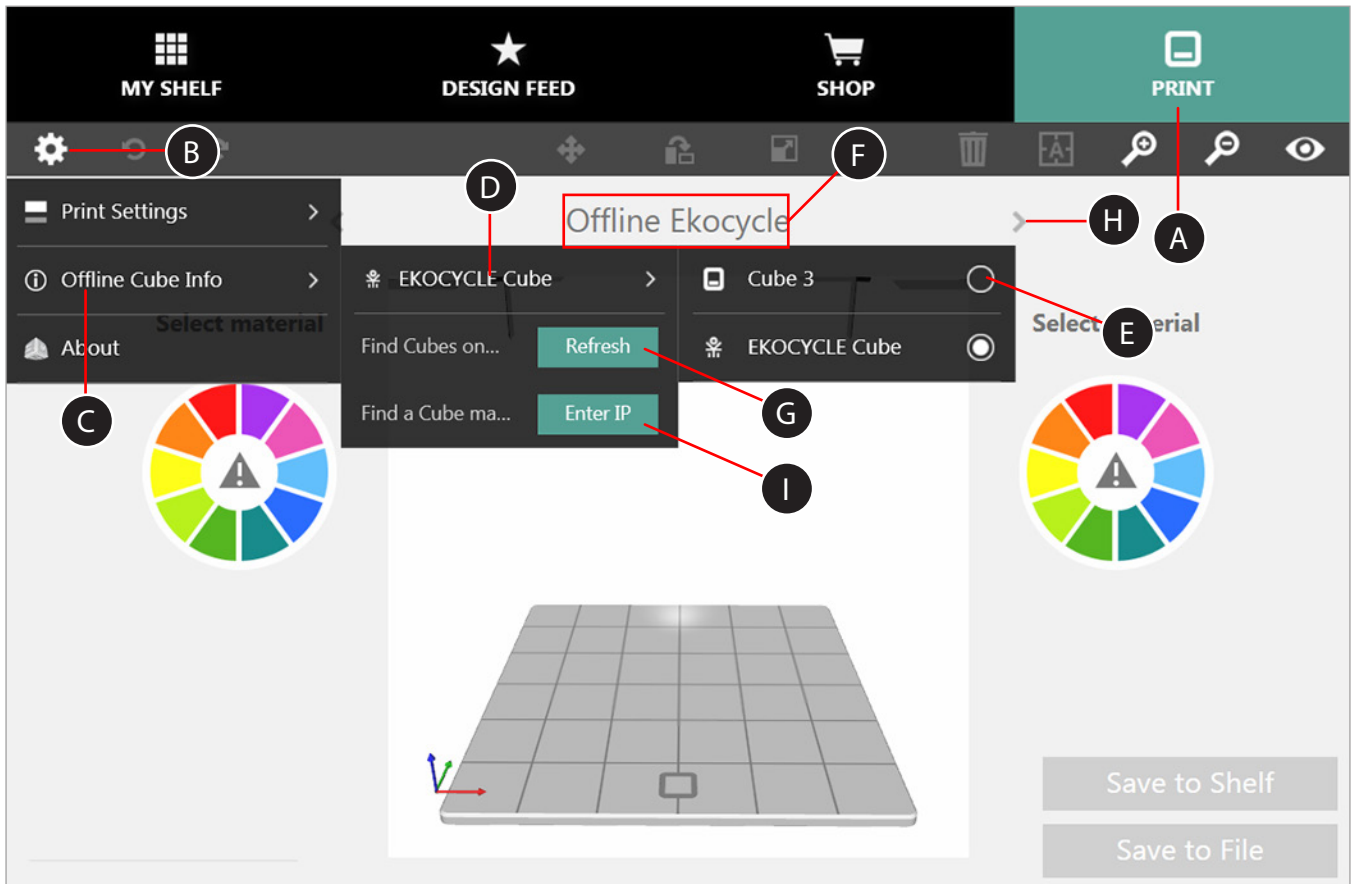 MY SHELF
DESIGN FEED
SHOP
PRINT
B
F
A
D
Print Settings
Offline Ekocycle
H
A
Offline Cube Info
EKOCYCLE Cube
Cube 3
E
Select material
Select erial
About
Find Cubes on...
Refresh
EKOCYCLE Cube
C
Find a Cube ma...
Enter IP
G
I
Save to Shelf
Save to File